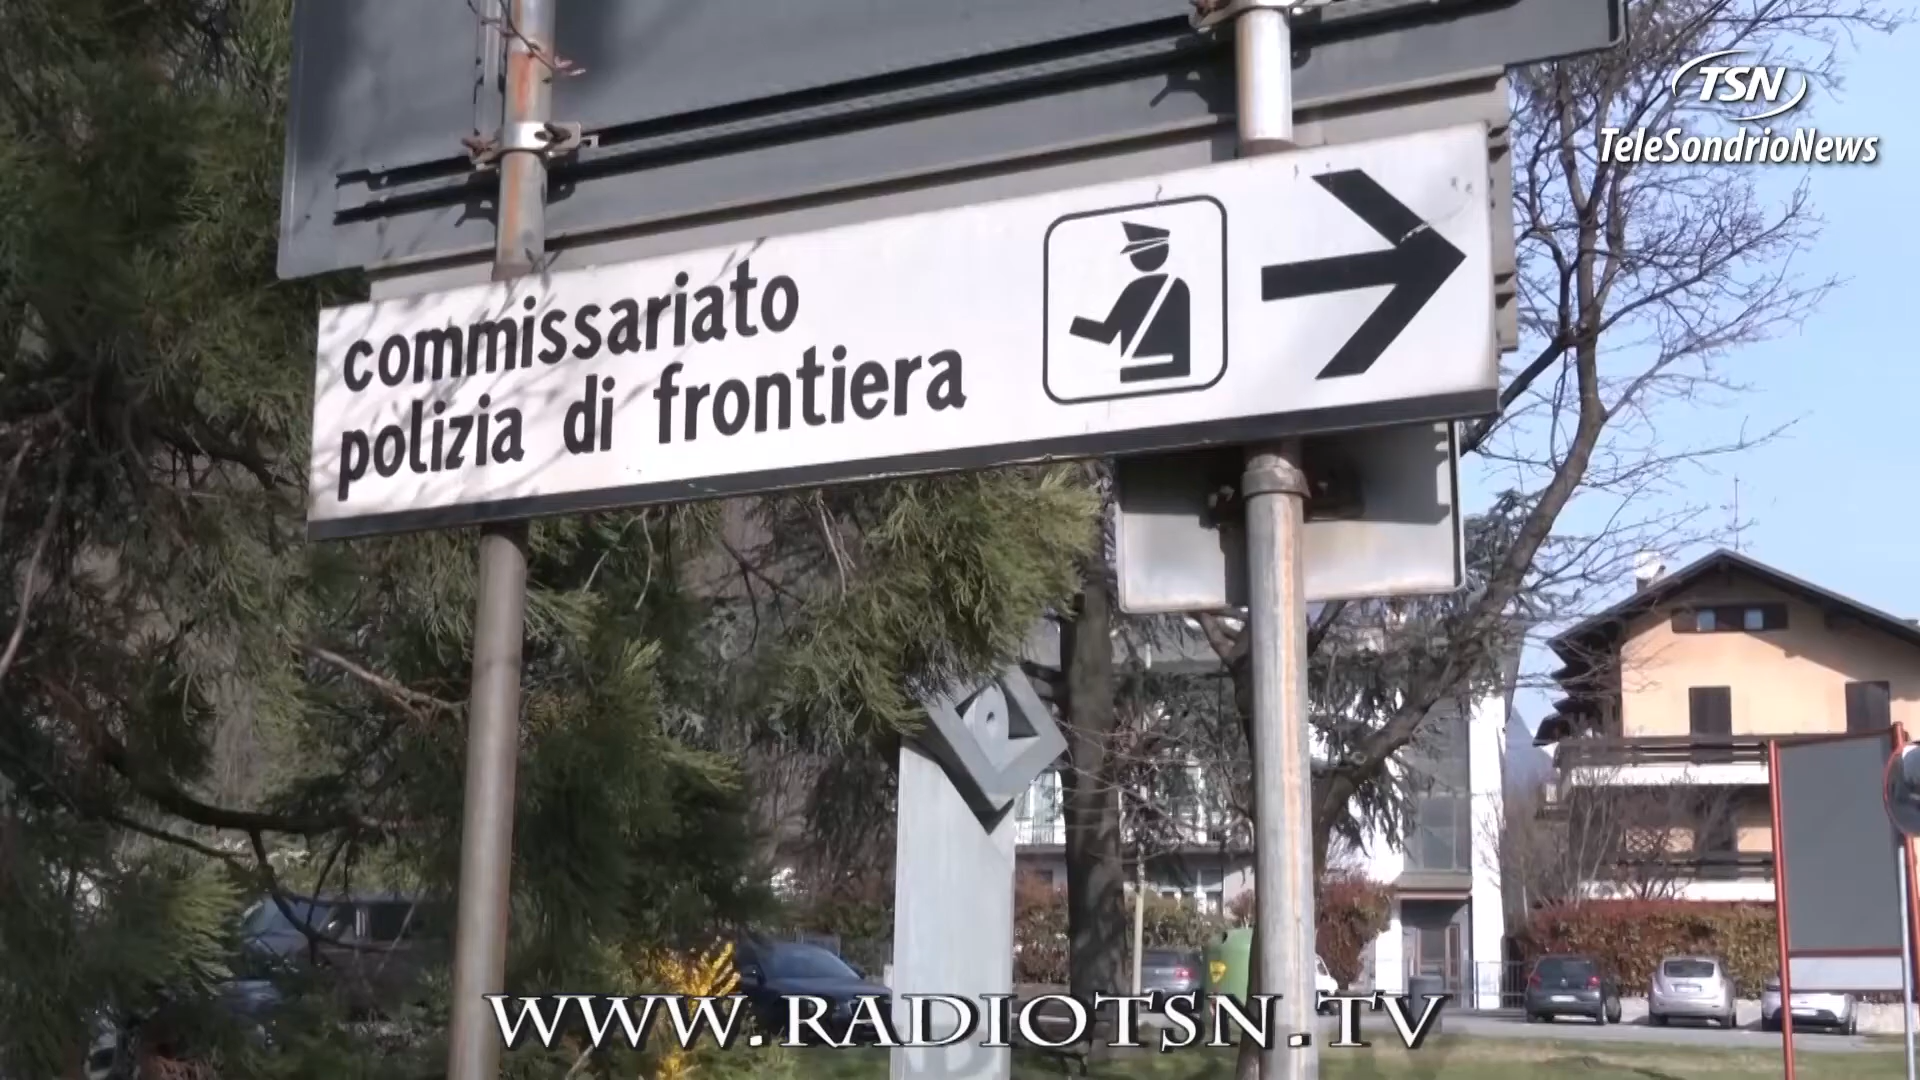 TSN
TeleSondrioNews
commissariato
polizia di frontiera
WWW.RADIOTSN.TV